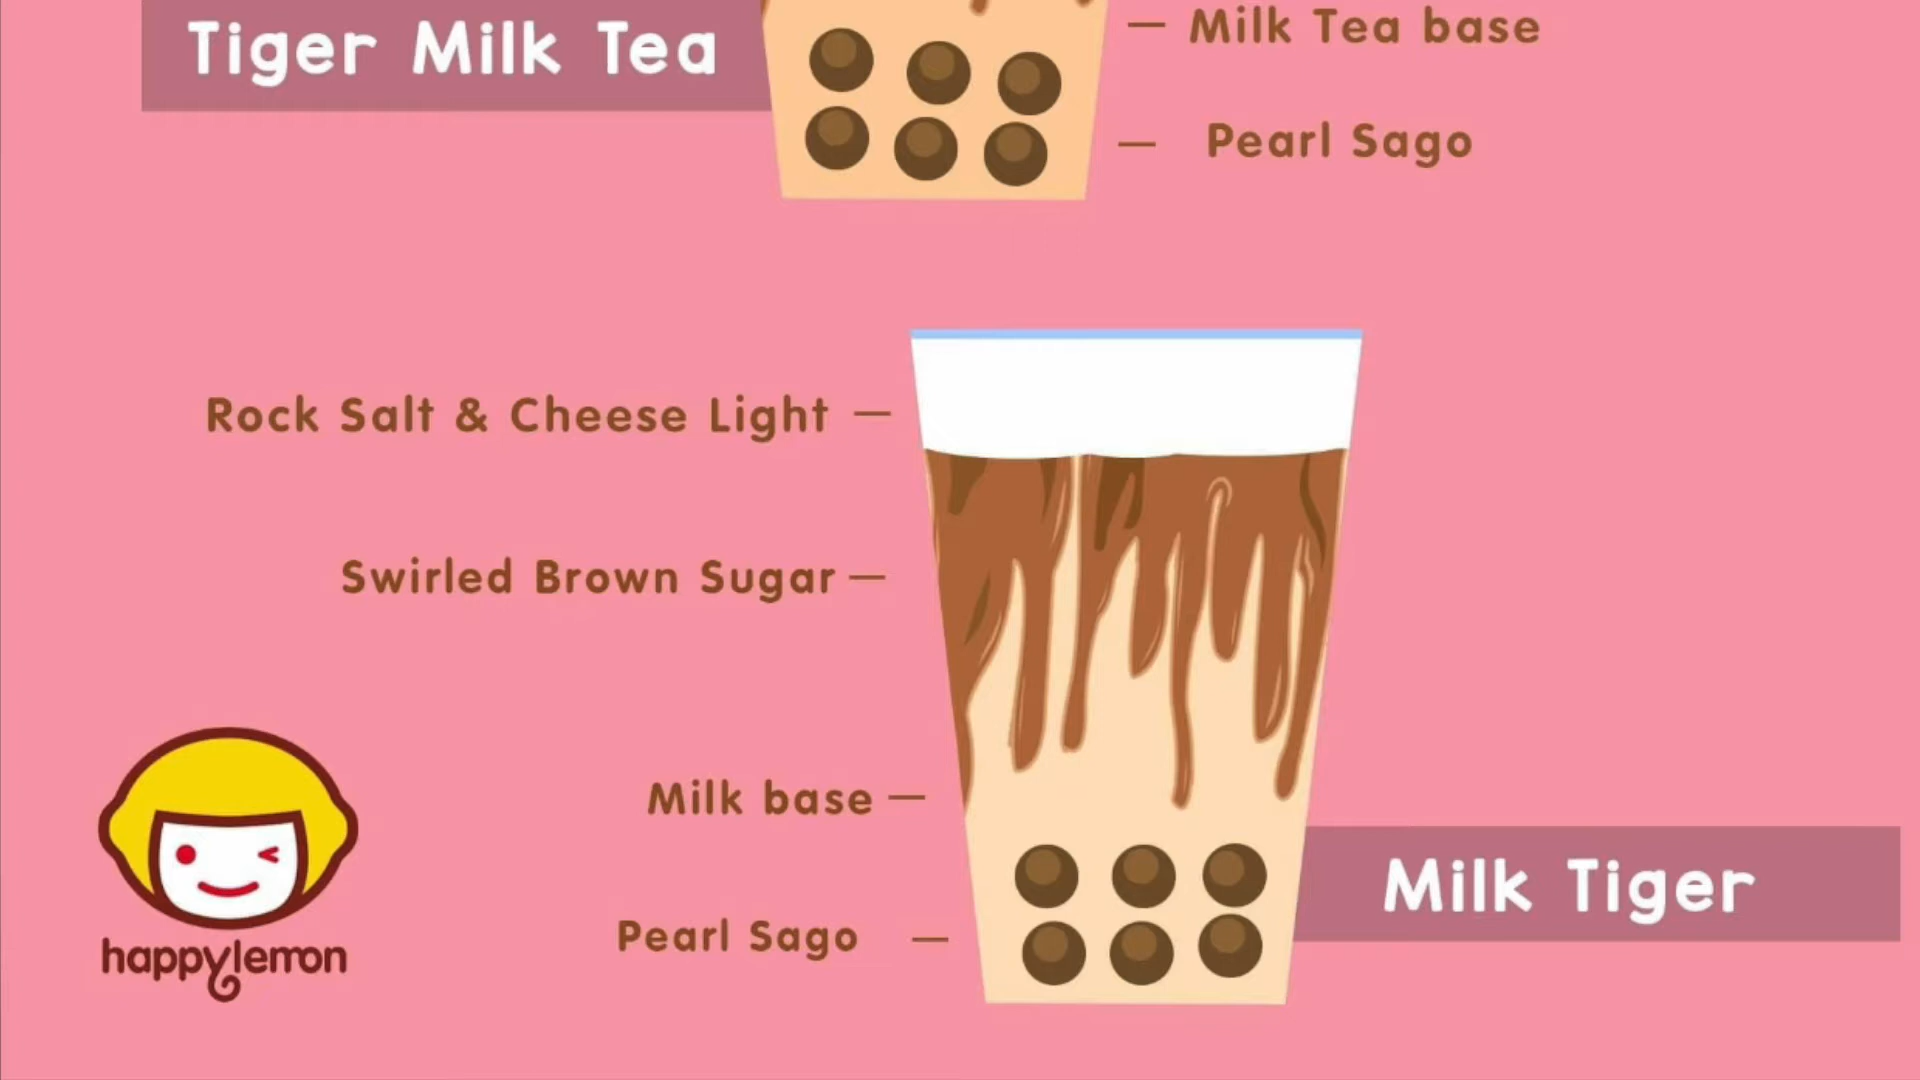 Tiger Milk Tea
Milk Tea base
Pearl Sago
Rock Salt & Cheese Light
Swirled Brown Sugar
Milk base
Pearl Sago
Milk Tiger
happylemon